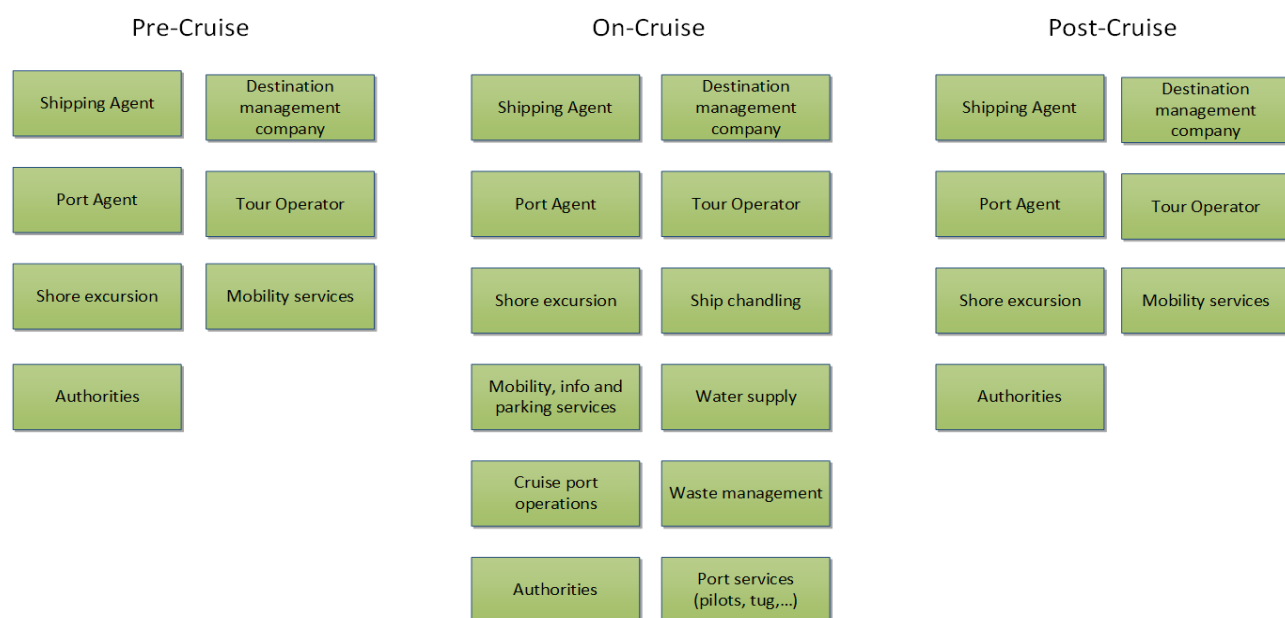 Pre-Cruise
Shipping Agent
Destination
management
company
Port Agent
Tour Operator
Shore excursion
Mobility services
Authorities
On-Cruise
Shipping Agent
Destination
management
company
Port Agent
Tour Operator
Shore excursion
Ship chandling
Mobility, info and
parking services
Water supply
Cruise port
operations
Waste management
Authorities
Port services
(pilots, tug,...)
Post-Cruise
Shipping Agent
Destination
management
company
Port Agent
Tour Operator
Shore excursion
Mobility services
Authorities